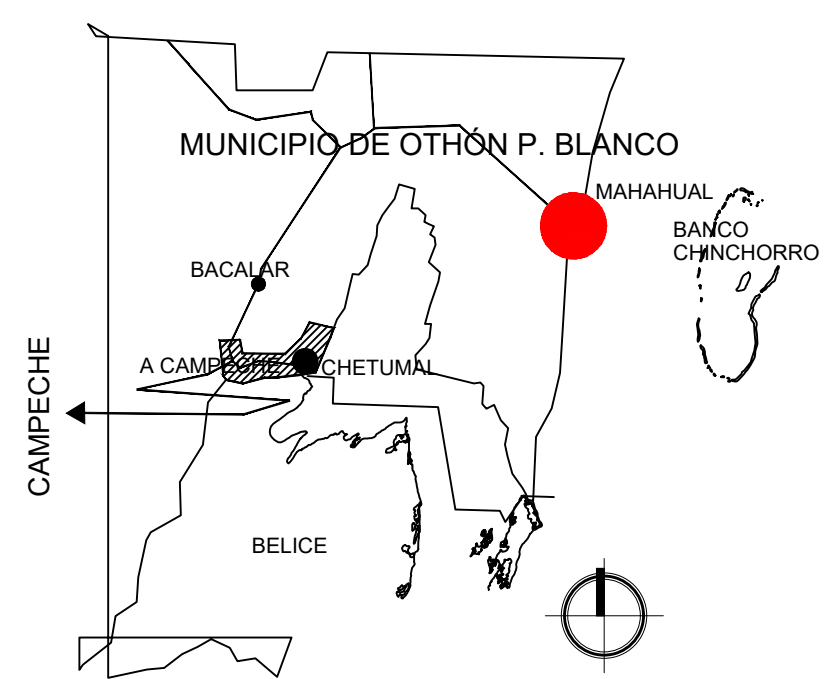 MUNICIPIO DE OTHÓN P. BLANCO
MAHAHUAL
BANCO
CHINCHORRO
BACALAR
A CAMPECHE
CHETUMAL
CAMPECHE
BELICE